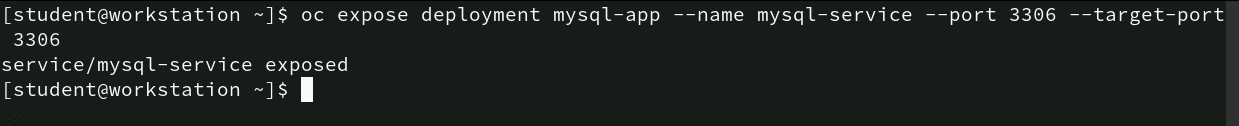 [student@workstation ~]$ oc expose deployment mysql-app --name mysql-service --port 3306 --target-port
 3306
service/mysql-service exposed
[student@workstation ~]$